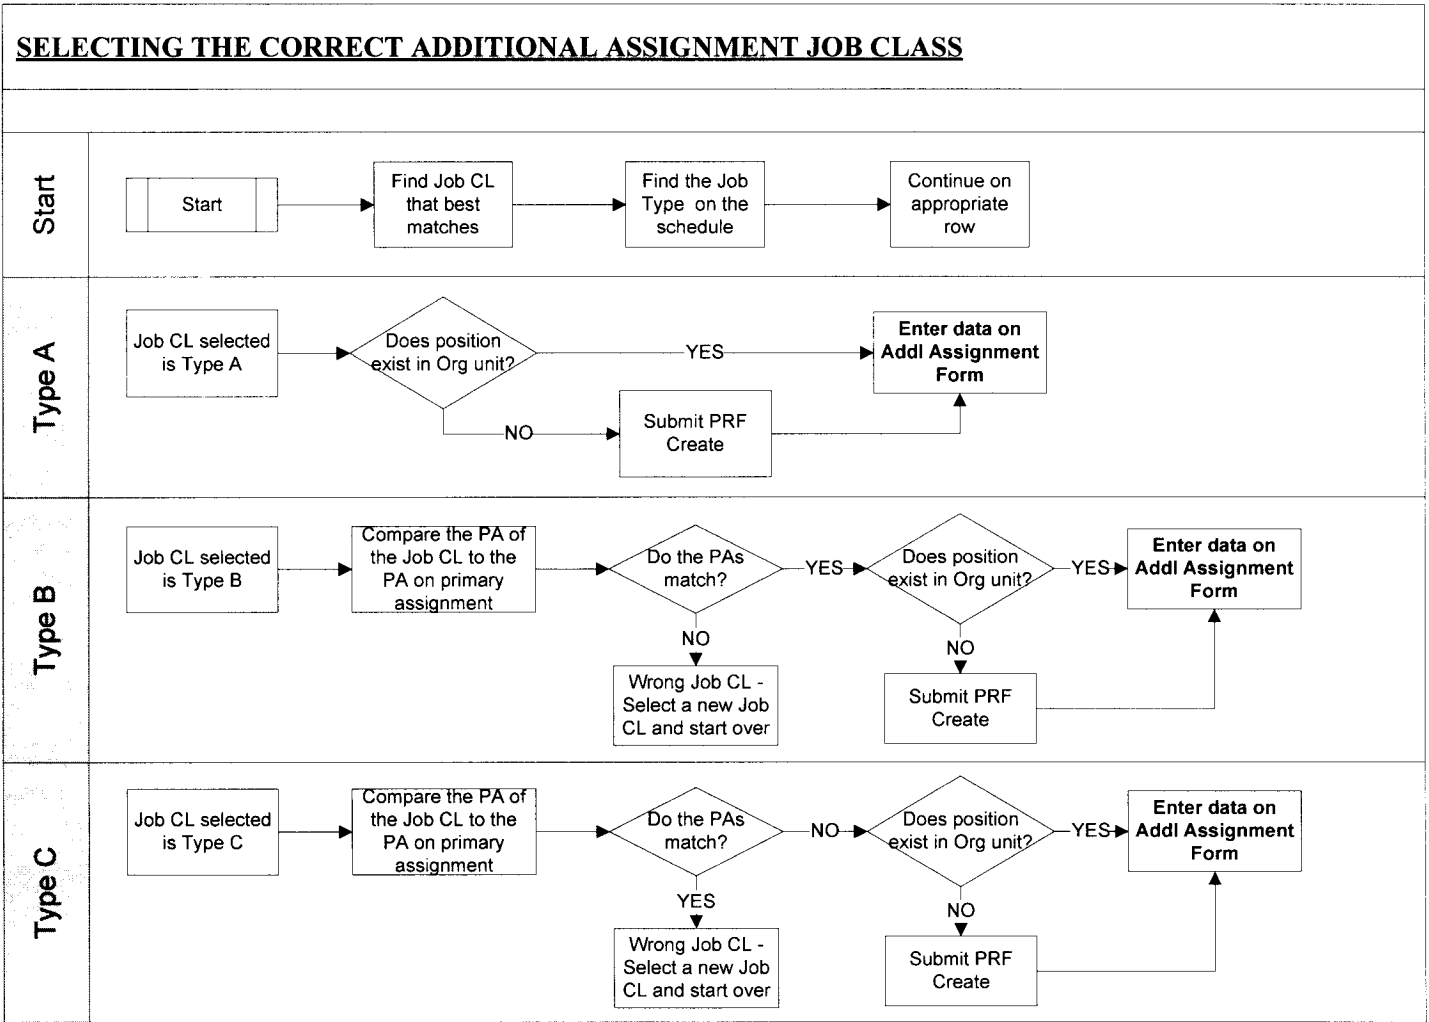 SELECTING THE CORRECT ADDITIONAL ASSIGNMENT JOB CLASS
Start
Start
Find Job CL
that best
matches
Find the Job
Type on the
schedule
Continue on
appropriate
row
Type A
Job CL selected
is Type A
Does position
exist in Org unit?
YES
NO
Submit PRF
Create
Enter data on
Addl Assignment
Form
Type B
Job CL selected
is Type B
Compare the PA of
the Job CL to the
PA on primary
assignment
Do the PAs
match?
YES
NO
Wrong Job CL -
Select a new Job
CL and start over
Does position
exist in Org unit?
YES
NO
Submit PRF
Create
Enter data on
Addl Assignment
Form
Type C
Job CL selected
is Type C
Compare the PA of
the Job CL to the
PA on primary
assignment
Do the PAs
match?
NO
YES
Wrong Job CL -
Select a new Job
CL and start over
Does position
exist in Org unit?
YES
NO
Submit PRF
Create
Enter data on
Addl Assignment
Form